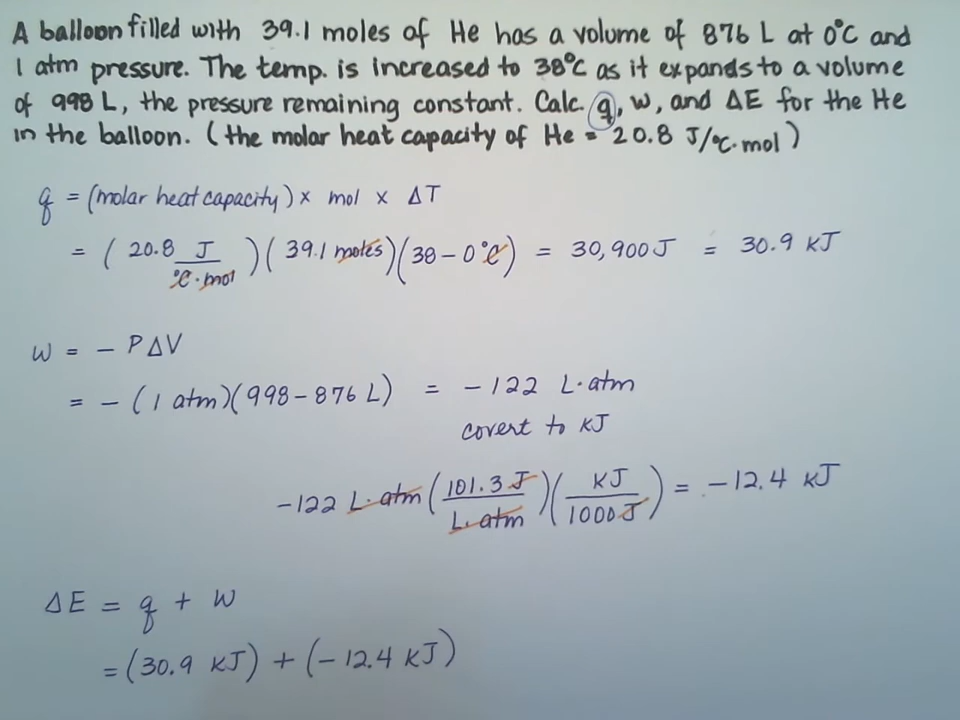 A balloon filled with 39.1 moles of He has a volume of 876 L at 0°C and
1 atm pressure. The temp. is increased to 38°C as it expands to a volume
of 998 L, the pressure remaining constant. Calc. q, w, and ΔE for the He
in the balloon. (the molar heat capacity of He = 20.8 J/°C·mol)
q = (molar heat capacity) × mol × ΔT
= (20.8 J/°C·mol)(39.1 moles)(38 – 0°C) = 30,900 J = 30.9 kJ
w = – PΔV
= – (1 atm)(998 – 876 L) = – 122 L·atm
covert to kJ
–122 L·atm (101.3 J/L·atm)(kJ/1000 J) = –12.4 kJ
ΔE = q + w
= (30.9 kJ) + (–12.4 kJ)